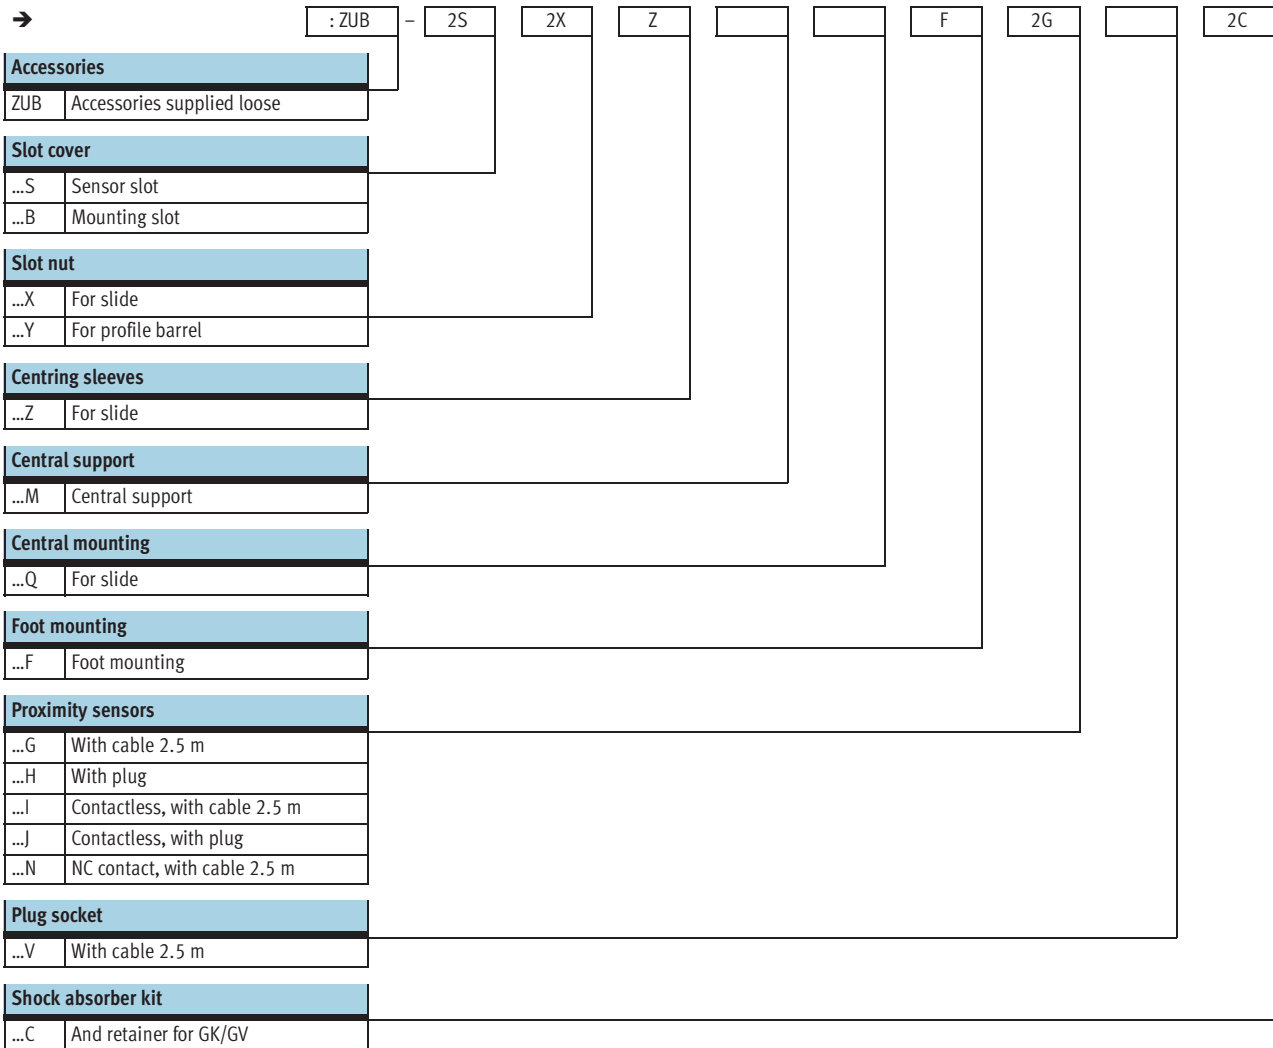 ➔ : ZUB – 2S 2X Z F 2G 2C
Accessories
ZUB Accessories supplied loose
Slot cover
...S Sensor slot
...B Mounting slot
Slot nut
...X For slide
...Y For profile barrel
Centring sleeves
...Z For slide
Central support
...M Central support
Central mounting
...Q For slide
Foot mounting
...F Foot mounting
Proximity sensors
...G With cable 2.5 m
...H With plug
...I Contactless, with cable 2.5 m
...J Contactless, with plug
...N NC contact, with cable 2.5 m
Plug socket
...V With cable 2.5 m
Shock absorber kit
...C And retainer for GK/GV